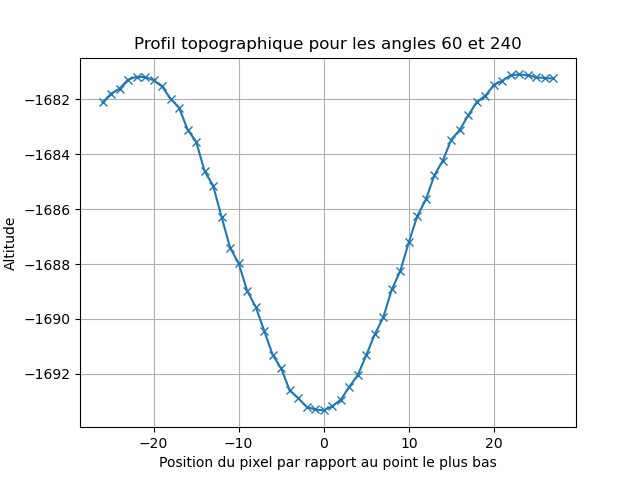 Profil topographique pour les angles 60 et 240
Altitude
−1682
−1684
−1686
−1688
−1690
−1692
−20 −10 0 10 20
Position du pixel par rapport au point le plus bas